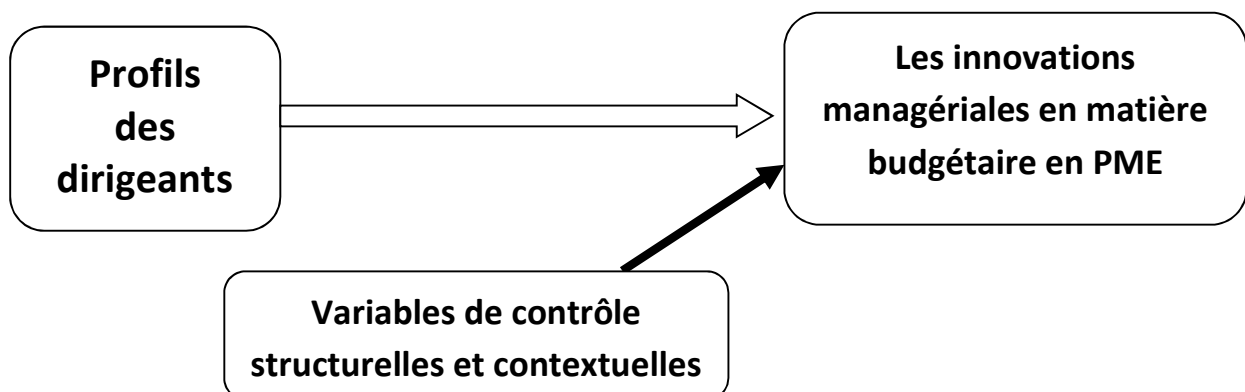 Profils
des
dirigeants
Les innovations
managériales en matière
budgétaire en PME
Variables de contrôle
structurelles et contextuelles